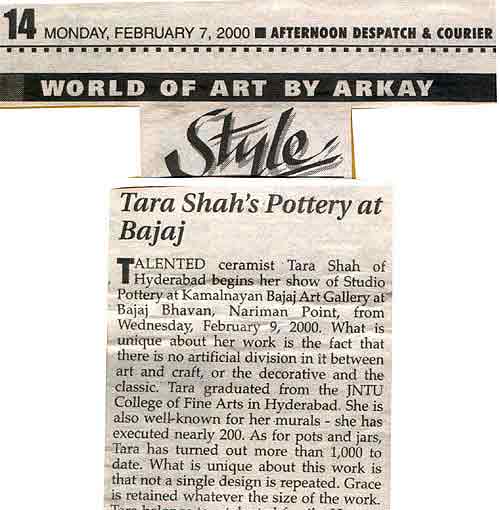 14 MONDAY, FEBRUARY 7, 2000 ■ AFTERNOON DESPATCH & COURIER
WORLD OF ART BY ARKAY
Style
Tara Shah's Pottery at
Bajaj
TALENTED ceramist Tara Shah of
Hyderabad begins her show of Studio
Pottery at Kamalnayan Bajaj Art Gallery at
Bajaj Bhavan, Nariman Point, from
Wednesday, February 9, 2000. What is
unique about her work is the fact that
there is no artificial division in it between
art and craft, or the decorative and the
classic. Tara graduated from the JNTU
College of Fine Arts in Hyderabad. She is
also well-known for her murals - she has
executed nearly 200. As for pots and jars,
Tara has turned out more than 1,000 to
date. What is unique about this work is
that not a single design is repeated. Grace
is retained whatever the size of the work.